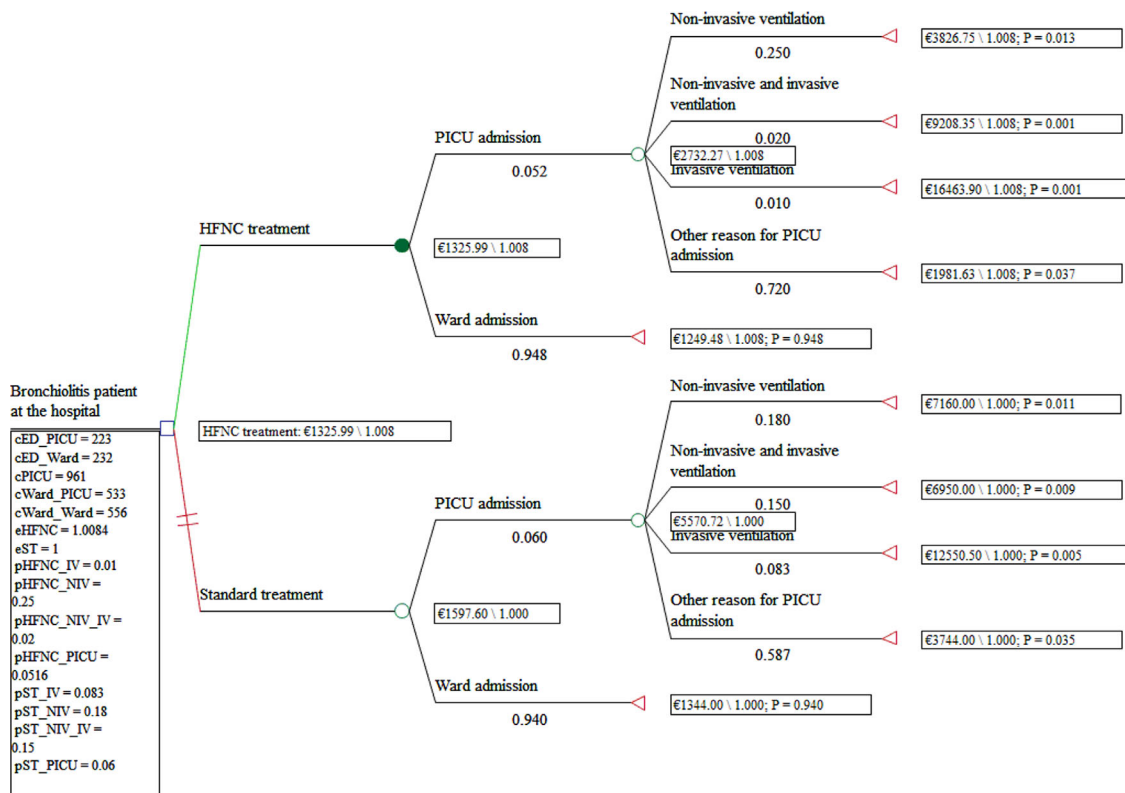 Non-invasive ventilation
0.250
€3826.75 \ 1.008; P = 0.013
Non-invasive and invasive
ventilation
0.020
€9208.35 \ 1.008; P = 0.001
PICU admission
0.052
€2732.27 \ 1.008
Invasive ventilation
0.010
€16463.90 \ 1.008; P = 0.001
HFNC treatment
€1325.99 \ 1.008
Other reason for PICU
admission
0.720
€1981.63 \ 1.008; P = 0.037
Ward admission
0.948
€1249.48 \ 1.008; P = 0.948
Bronchiolitis patient
at the hospital
HFNC treatment: €1325.99 \ 1.008
cED_PICU = 223
cED_Ward = 232
cPICU = 961
cWard_PICU = 533
cWard_Ward = 556
eHFNC = 1.0084
eST = 1
pHFNC_IV = 0.01
pHFNC_NIV =
0.25
pHFNC_NIV_IV =
0.02
pHFNC_PICU =
0.0516
pST_IV = 0.083
pST_NIV = 0.18
pST_NIV_IV =
0.15
pST_PICU = 0.06
Non-invasive ventilation
0.180
€7160.00 \ 1.000; P = 0.011
Non-invasive and invasive
ventilation
0.150
€6950.00 \ 1.000; P = 0.009
PICU admission
0.060
€5570.72 \ 1.000
Invasive ventilation
0.083
€12550.50 \ 1.000; P = 0.005
Standard treatment
€1597.60 \ 1.000
Other reason for PICU
admission
0.587
€3744.00 \ 1.000; P = 0.035
Ward admission
0.940
€1344.00 \ 1.000; P = 0.940